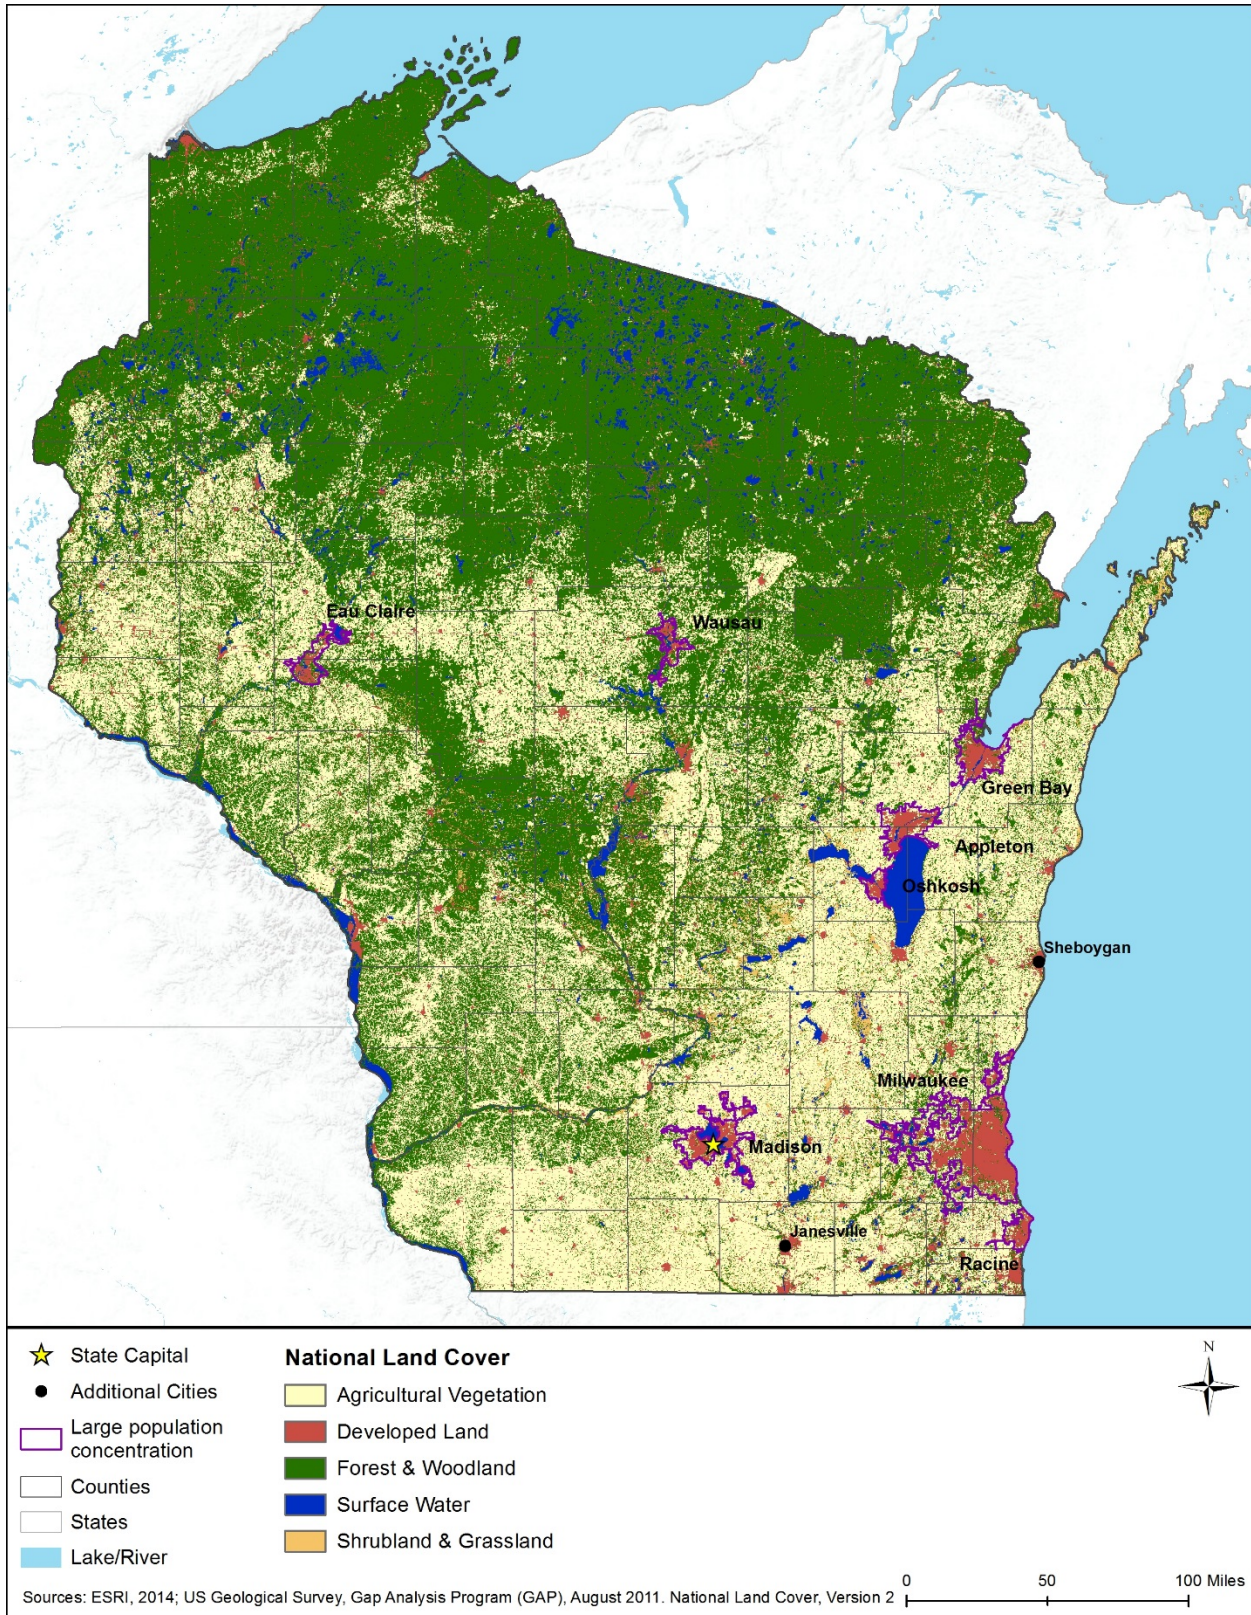 Eau Claire
Wausau
Green Bay
Appleton
Oshkosh
Sheboygan
Milwaukee
Madison
Janesville
Racine
State Capital
Additional Cities
Large population
concentration
Counties
States
Lake/River
National Land Cover
Agricultural Vegetation
Developed Land
Forest & Woodland
Surface Water
Shrubland & Grassland
N
0 50 100 Miles
Sources: ESRI, 2014; US Geological Survey, Gap Analysis Program (GAP), August 2011. National Land Cover, Version 2